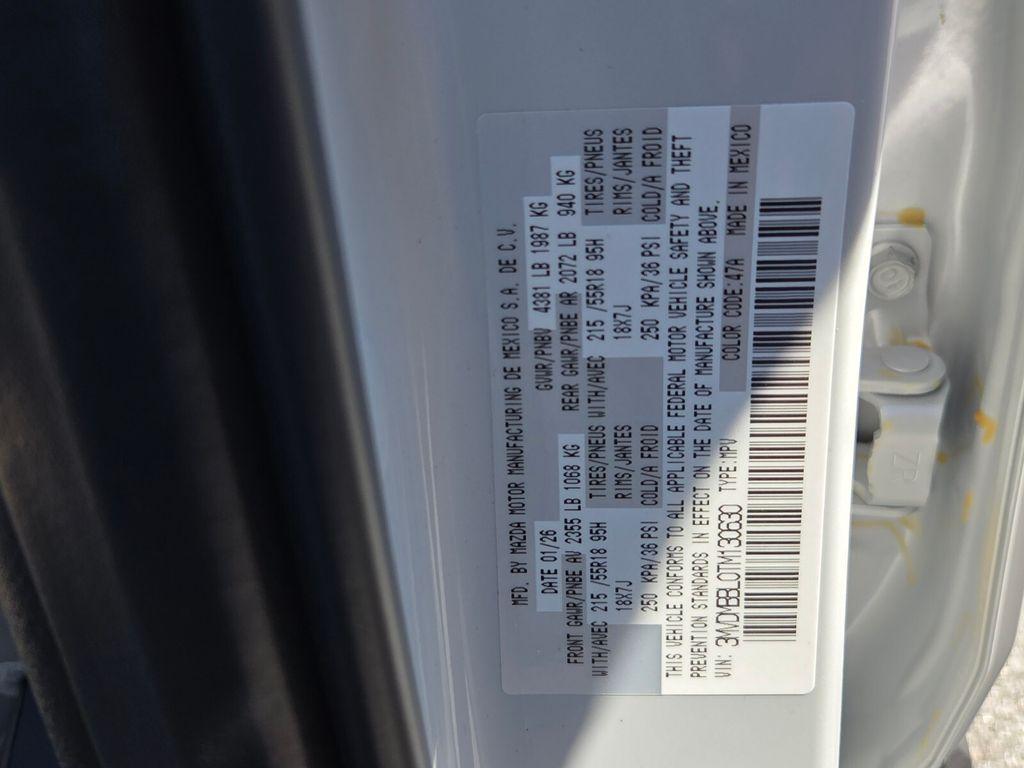 MFD. BY MAZDA MOTOR MANUFACTURING DE MEXICO S.A. DE C.V.
DATE 01/26 GVWR/PNBV 4381 LB 1987 KG
FRONT GAWR/PNBE AV 2355 LB 1068 KG REAR GAWR/PNBE AR 2072 LB 940 KG
WITH/AVEC 215 /55R18 95H TIRES/PNEUS WITH/AVEC 215 /55R18 95H TIRES/PNEUS
18X7J RIMS/JANTES 18X7J RIMS/JANTES
250 KPA/36 PSI COLD/A FROID 250 KPA/36 PSI COLD/A FROID
THIS VEHICLE CONFORMS TO ALL APPLICABLE FEDERAL MOTOR VEHICLE SAFETY AND THEFT
PREVENTION STANDARDS IN EFFECT ON THE DATE OF MANUFACTURE SHOWN ABOVE.
VIN: 3MVDMBBL0TM130630 TYPE:MPV COLOR CODE:47A MADE IN MEXICO
ZP